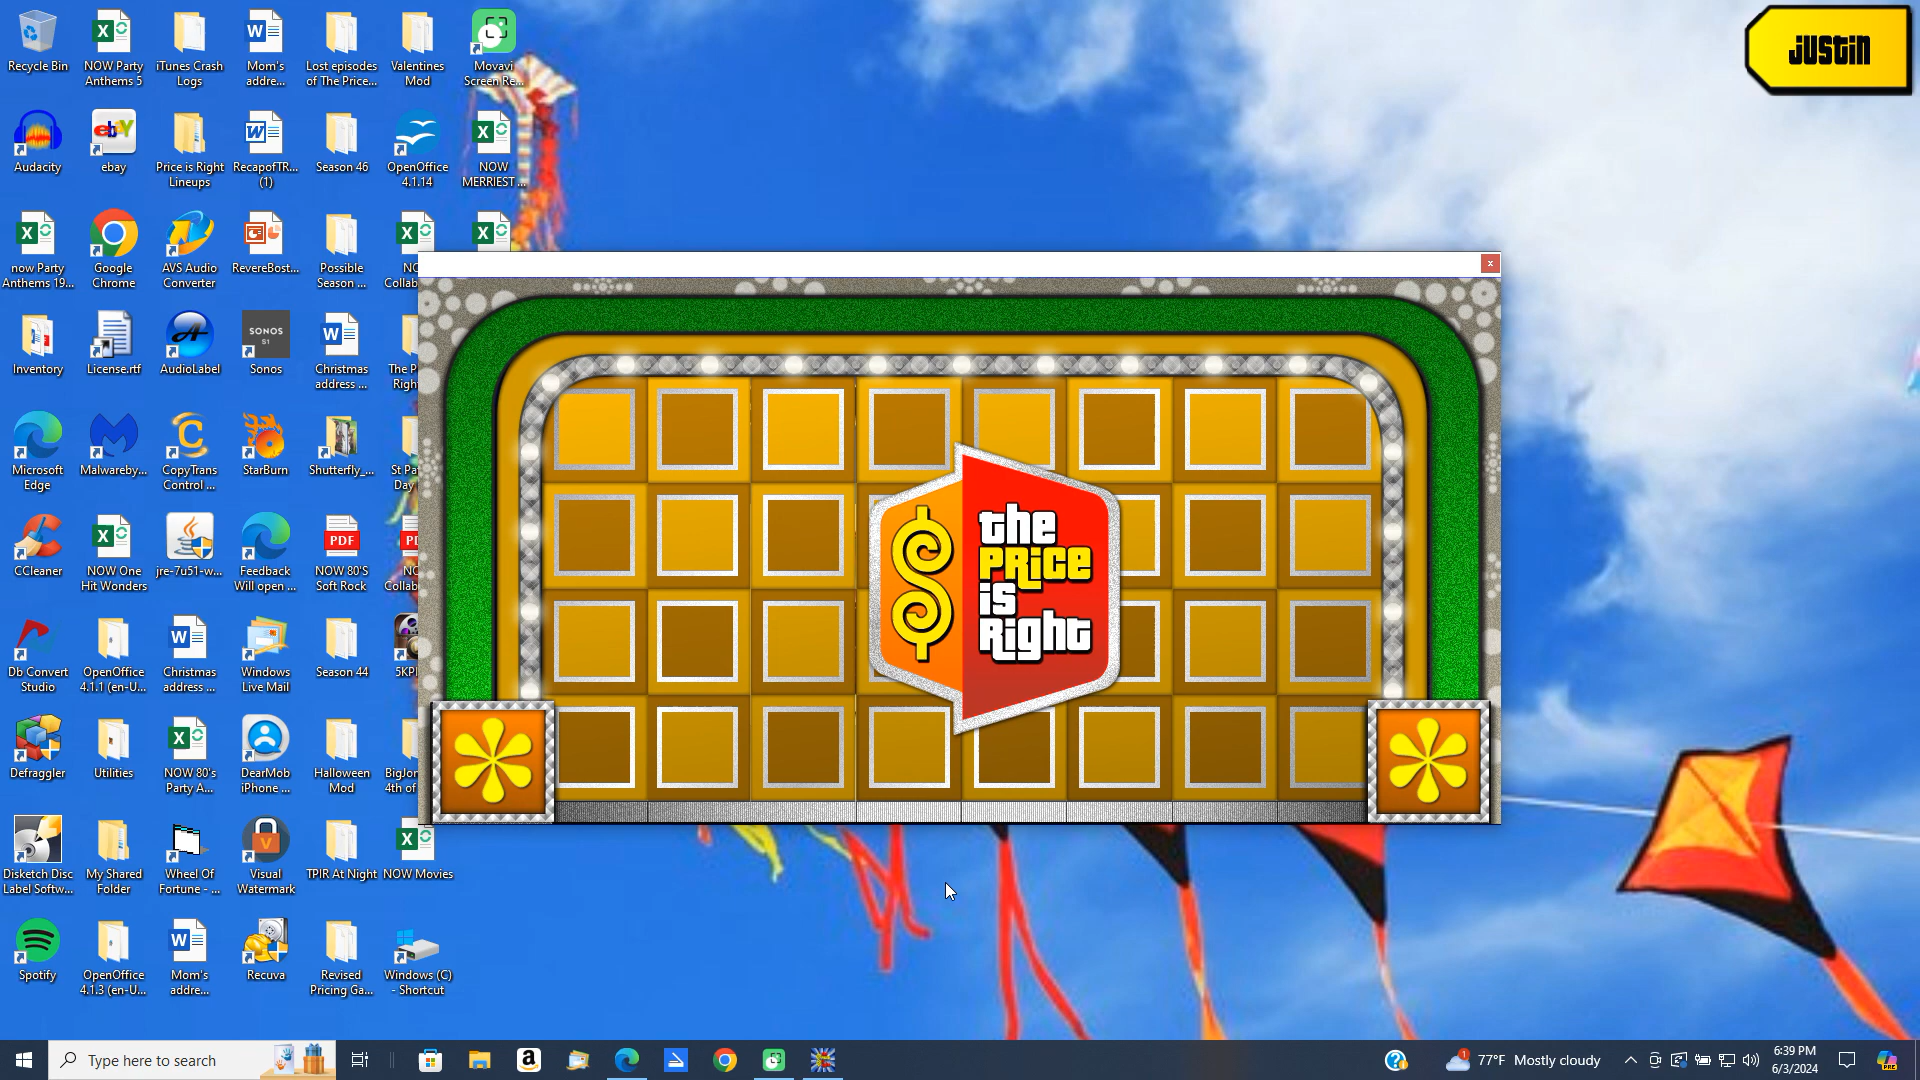 Recycle Bin
NOW Party
Anthems 5
iTunes Crash
Logs
Mom's
addre...
Lost episodes
of The Price...
Valentines
Mod
Movavi
Screen Re...
JUSTIN
Audacity
ebay
ebay
Price is Right
Lineups
RecapofTR...
(1)
Season 46
OpenOffice
4.1.14
NOW
MERRIEST ...
now Party
Anthems 19...
Google
Chrome
AVS Audio
Converter
RevereBost...
Possible
Season ...
Inventory
License.rtf
AudioLabel
SONOS
S1
Sonos
Christmas
address ...
Microsoft
Edge
Malwareby...
CopyTrans
Control ...
StarBurn
Shutterfly_...
CCleaner
NOW One
Hit Wonders
jre-7u51-w...
Feedback
Will open ...
PDF
NOW 80'S
Soft Rock
Db Convert
Studio
OpenOffice
4.1.1 (en-U...
Christmas
address ...
Windows
Live Mail
Season 44
Defraggler
Utilities
NOW 80's
Party A...
DearMob
iPhone ...
Halloween
Mod
Disketch Disc
Label Softw...
My Shared
Folder
Wheel Of
Fortune - ...
Visual
Watermark
TPIR At Night
NOW Movies
Spotify
OpenOffice
4.1.3 (en-U...
Mom's
addre...
Recuva
Revised
Pricing Ga...
Windows (C)
- Shortcut
the
PRICE
is
Right
Type here to search
77°F Mostly cloudy
6:39 PM
6/3/2024